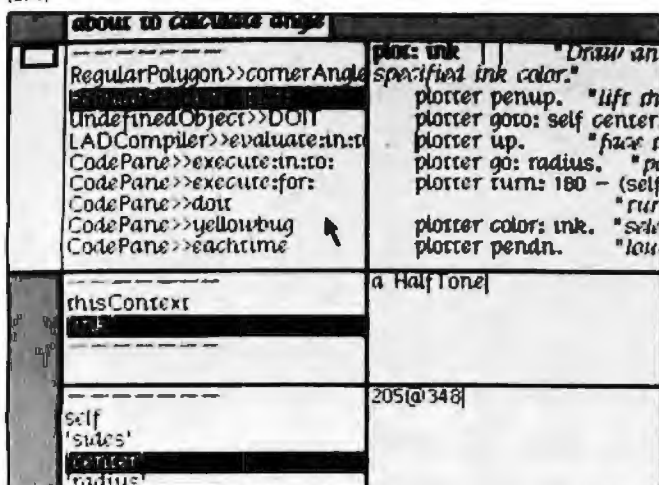 about to calculate angle
RegularPolygon>>cornerAngle
UndefinedObject>>DOIT
LADCompiler>>evaluate:in:to
CodePane>>execute:in:to:
CodePane>>execute:for:
CodePane>>doit
CodePane>>yellowbug
CodePane>>eachtime
plot: ink | | "Draw an
specified ink color."
plotter penup. "lift th
plotter goto: self center.
plotter up. "face
plotter go: radius.
plotter turn: 180 – (self
plotter color: ink. "sele
plotter pendn. "low
thisContext
a HalfTone
self
'sides'
'center'
'radius'
205@348